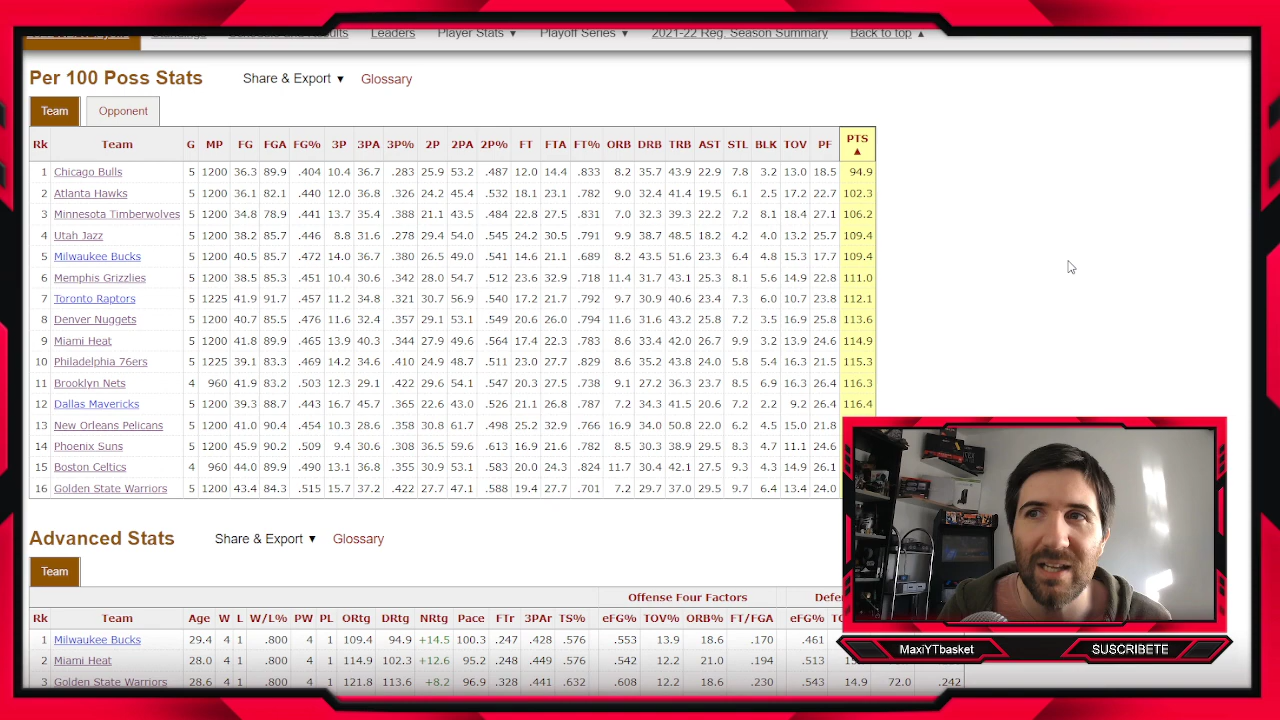 Leaders Player Stats ▼ Playoff Series ▼ 2021-22 Reg. Season Summary Back to top ▲
Per 100 Poss Stats Share & Export ▼ Glossary
Team Opponent
Rk Team G MP FG FGA FG% 3P 3PA 3P% 2P 2PA 2P% FT FTA FT% ORB DRB TRB AST STL BLK TOV PF PTS ▲
1 Chicago Bulls 5 1200 36.3 89.9 .404 10.4 36.7 .283 25.9 53.2 .487 12.0 14.4 .833 8.2 35.7 43.9 22.9 7.8 3.2 13.0 18.5 94.9
2 Atlanta Hawks 5 1200 36.1 82.1 .440 12.0 36.8 .326 24.2 45.4 .532 18.1 23.1 .782 9.0 32.4 41.4 19.5 6.1 2.5 17.2 22.7 102.3
3 Minnesota Timberwolves 5 1200 34.8 78.9 .441 13.7 35.4 .388 21.1 43.5 .484 22.8 27.5 .831 7.0 32.3 39.3 22.2 7.2 8.1 18.4 27.1 106.2
4 Utah Jazz 5 1200 38.2 85.7 .446 8.8 31.6 .278 29.4 54.0 .545 24.2 30.5 .791 9.9 38.7 48.5 18.2 4.2 4.0 13.2 25.7 109.4
5 Milwaukee Bucks 5 1200 40.5 85.7 .472 14.0 36.7 .380 26.5 49.0 .541 14.6 21.1 .689 8.2 43.5 51.6 23.3 6.4 4.8 15.3 17.7 109.4
6 Memphis Grizzlies 5 1200 38.5 85.3 .451 10.4 30.6 .342 28.0 54.7 .512 23.6 32.9 .718 11.4 31.7 43.1 25.3 8.1 5.6 14.9 22.8 111.0
7 Toronto Raptors 5 1225 41.9 91.7 .457 11.2 34.8 .321 30.7 56.9 .540 17.2 21.7 .792 9.7 30.9 40.6 23.4 7.3 6.0 10.7 23.8 112.1
8 Denver Nuggets 5 1200 40.7 85.5 .476 11.6 32.4 .357 29.1 53.1 .549 20.6 26.0 .794 11.6 31.6 43.2 25.8 7.2 3.5 16.9 25.8 113.6
9 Miami Heat 5 1200 41.8 89.9 .465 13.9 40.3 .344 27.9 49.6 .564 17.4 22.3 .783 8.6 33.4 42.0 26.7 9.9 3.2 13.9 24.6 114.9
10 Philadelphia 76ers 5 1225 39.1 83.3 .469 14.2 34.6 .410 24.9 48.7 .511 23.0 27.7 .829 8.6 35.2 43.8 24.0 5.8 5.4 16.3 21.5 115.3
11 Brooklyn Nets 4 960 41.9 83.2 .503 12.3 29.1 .422 29.6 54.1 .547 20.3 27.5 .738 9.1 27.2 36.3 23.7 8.5 6.9 16.3 26.4 116.3
12 Dallas Mavericks 5 1200 39.3 88.7 .443 16.7 45.7 .365 22.6 43.0 .526 21.1 26.8 .787 7.2 34.3 41.5 20.6 7.2 2.2 9.2 26.4 116.4
13 New Orleans Pelicans 5 1200 41.0 90.4 .454 10.3 28.6 .358 30.8 61.7 .498 25.2 32.9 .766 16.9 34.0 50.8 22.0 6.2 4.5 15.0 21.8
14 Phoenix Suns 5 1200 45.9 90.2 .509 9.4 30.6 .308 36.5 59.6 .613 16.9 21.6 .782 8.5 30.3 38.9 28.5 8.3 4.7 11.1 24.6
15 Boston Celtics 4 960 44.0 .490 13.1 36.8 .355 30.9 53.1 .583 20.0 24.3 .824 11.7 30.4 42.1 27.5 9.3 4.3 14.9 26.1
16 Golden State Warriors 5 1200 43.4 84.3 .515 15.7 37.2 .422 27.7 47.1 .588 19.4 27.7 .701 7.2 29.7 37.0 29.5 9.7 6.4 13.4 24.0
Advanced Stats Share & Export ▼ Glossary
Team
Offense Four Factors
Rk Team Age W L W/L% PW PL ORtg DRtg NRtg Pace FTr 3PAr TS% eFG% TOV% ORB% FT/FGA eFG%
1 Milwaukee Bucks 29.4 4 1 .800 4 1 109.4 94.9 +14.5 100.3 .247 .428 .576 .553 13.9 18.6 .170 .461
2 Miami Heat 28.0 4 1 .800 4 1 114.9 102.3 +12.6 95.2 .248 .449 .576 .542 12.2 21.0 .194 .513
3 Golden State Warriors 28.6 4 1 .800 4 1 121.8 113.6 +8.2 96.9 .328 .441 .632 .608 12.2 18.6 .230 .543 14.9 72.0 .242
MaxiYTbasket SUSCRIBETE